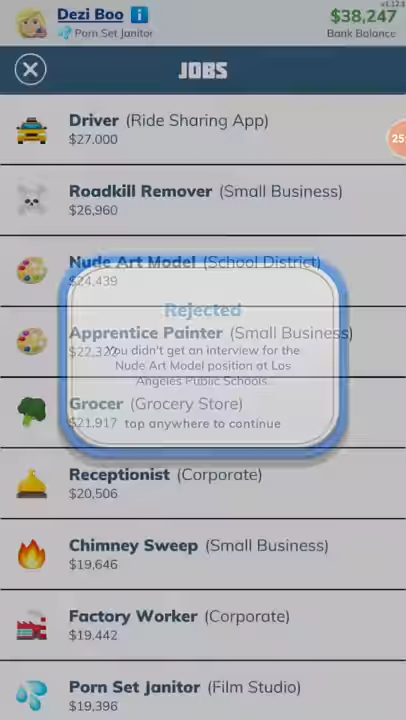 v1.12.1
Dezi Boo i
$38,247
💦 Porn Set Janitor
Bank Balance
JOBS
Driver (Ride Sharing App)
$27,000
25
Roadkill Remover (Small Business)
$26,960
Nude Art Model (School District)
$24,439
Rejected
Apprentice Painter (Small Business)
You didn't get an interview for the
Nude Art Model position at Los
Angeles Public Schools.
Grocer (Grocery Store)
$21,917
tap anywhere to continue
Receptionist (Corporate)
$20,506
Chimney Sweep (Small Business)
$19,646
Factory Worker (Corporate)
$19,442
Porn Set Janitor (Film Studio)
$19,396